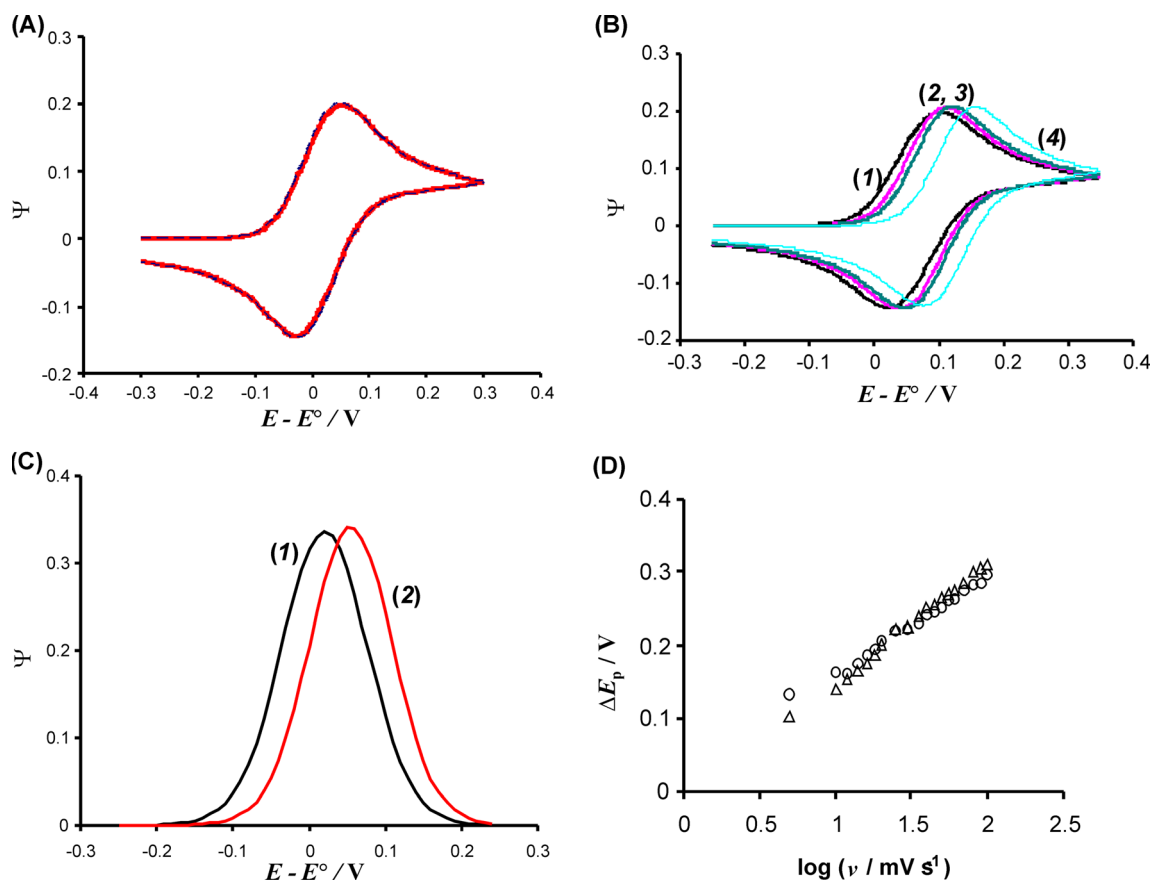 (A)
0.3
0.2
0.1
0
-0.1
-0.2
Ψ
-0.4 -0.3 -0.2 -0.1 0 0.1 0.2 0.3 0.4
E - E° / V
(B)
0.3
0.2
0.1
0
-0.1
-0.2
Ψ
(1)
(2, 3)
(4)
-0.3 -0.2 -0.1 0 0.1 0.2 0.3 0.4
E - E° / V
(C)
0.4
0.3
0.2
0.1
0
Ψ
(1)
(2)
-0.3 -0.2 -0.1 0 0.1 0.2 0.3
E - E° / V
(D)
0.4
0.3
0.2
0.1
0
ΔEp / V
0 0.5 1 1.5 2 2.5
log (ν / mV s¹)